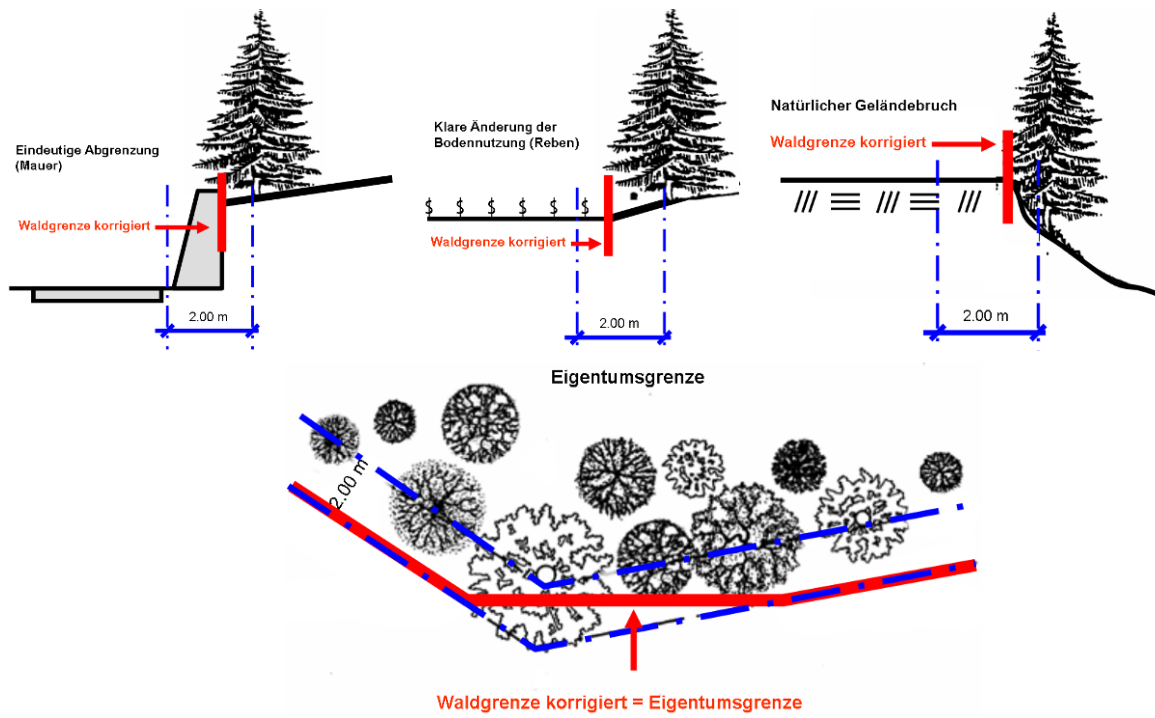 Eindeutige Abgrenzung
(Mauer)
Waldgrenze korrigiert
2.00 m
Klare Änderung der
Bodennutzung (Reben)
$ $ $ $ $ $
Waldgrenze korrigiert
2.00 m
Natürlicher Geländebruch
Waldgrenze korrigiert
2.00 m
Eigentumsgrenze
2.00 m
Waldgrenze korrigiert = Eigentumsgrenze